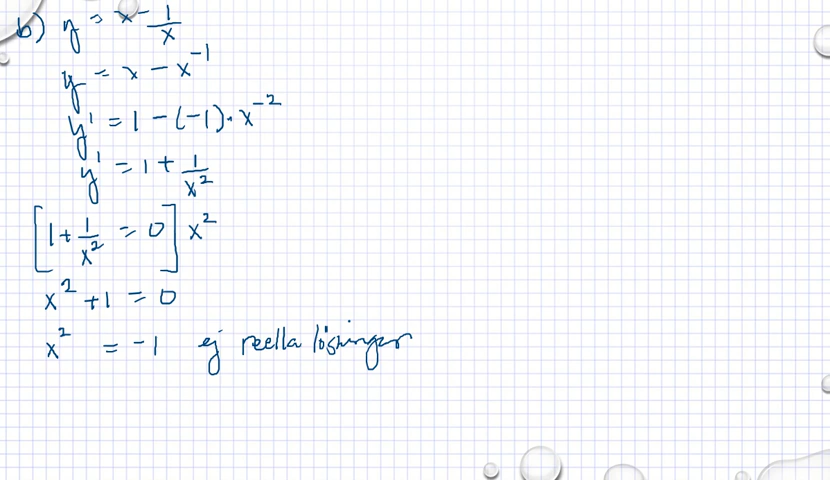 b) y = x - 1/x
y = x - x⁻¹
y' = 1 - (-1)·x⁻²
y' = 1 + 1/x²
[1 + 1/x² = 0] x²
x² + 1 = 0
x² = -1 ej reella lösningar